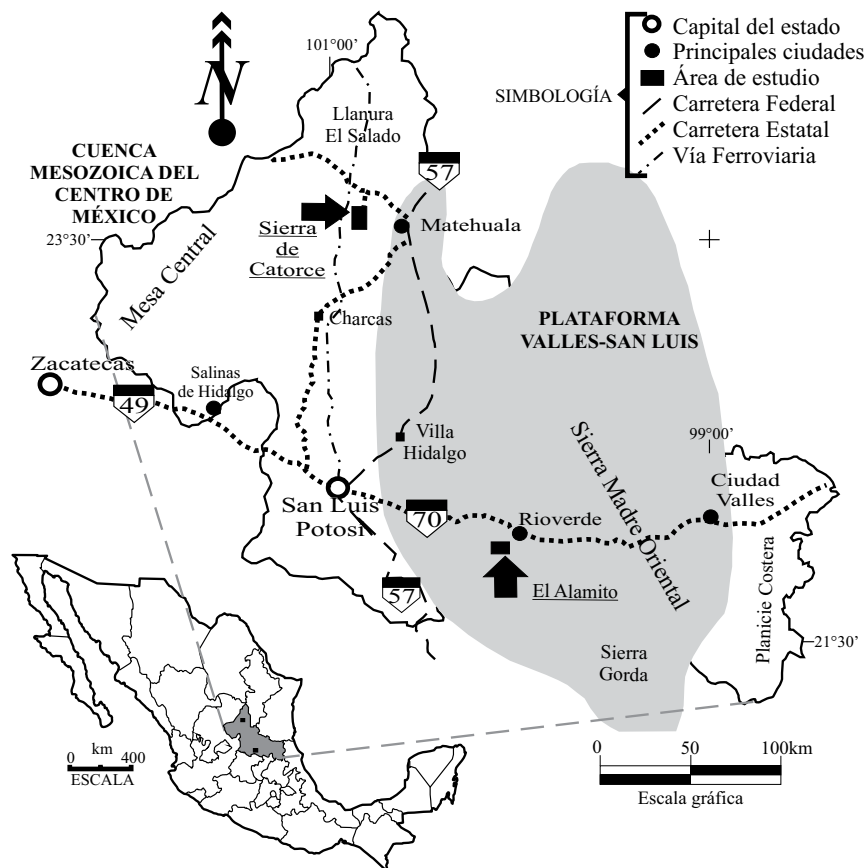 Capital del estado
Principales ciudades
Área de estudio
SIMBOLOGÍA
Carretera Federal
Carretera Estatal
Vía Ferroviaria
N
101°00'
Llanura
El Salado
CUENCA
MESOZOICA DEL
CENTRO DE
MÉXICO
57
23°30'
Sierra
de
Catorce
Matehuala
Mesa Central
Charcas
PLATAFORMA
VALLES-SAN LUIS
Zacatecas
49
Salinas
de Hidalgo
Villa
Hidalgo
Sierra Madre Oriental
99°00'
Ciudad
Valles
San Luis
Potosí
70
Rioverde
57
El Alamito
Planicie Costera
21°30'
Sierra
Gorda
0 km 400
ESCALA
0 50 100km
Escala gráfica